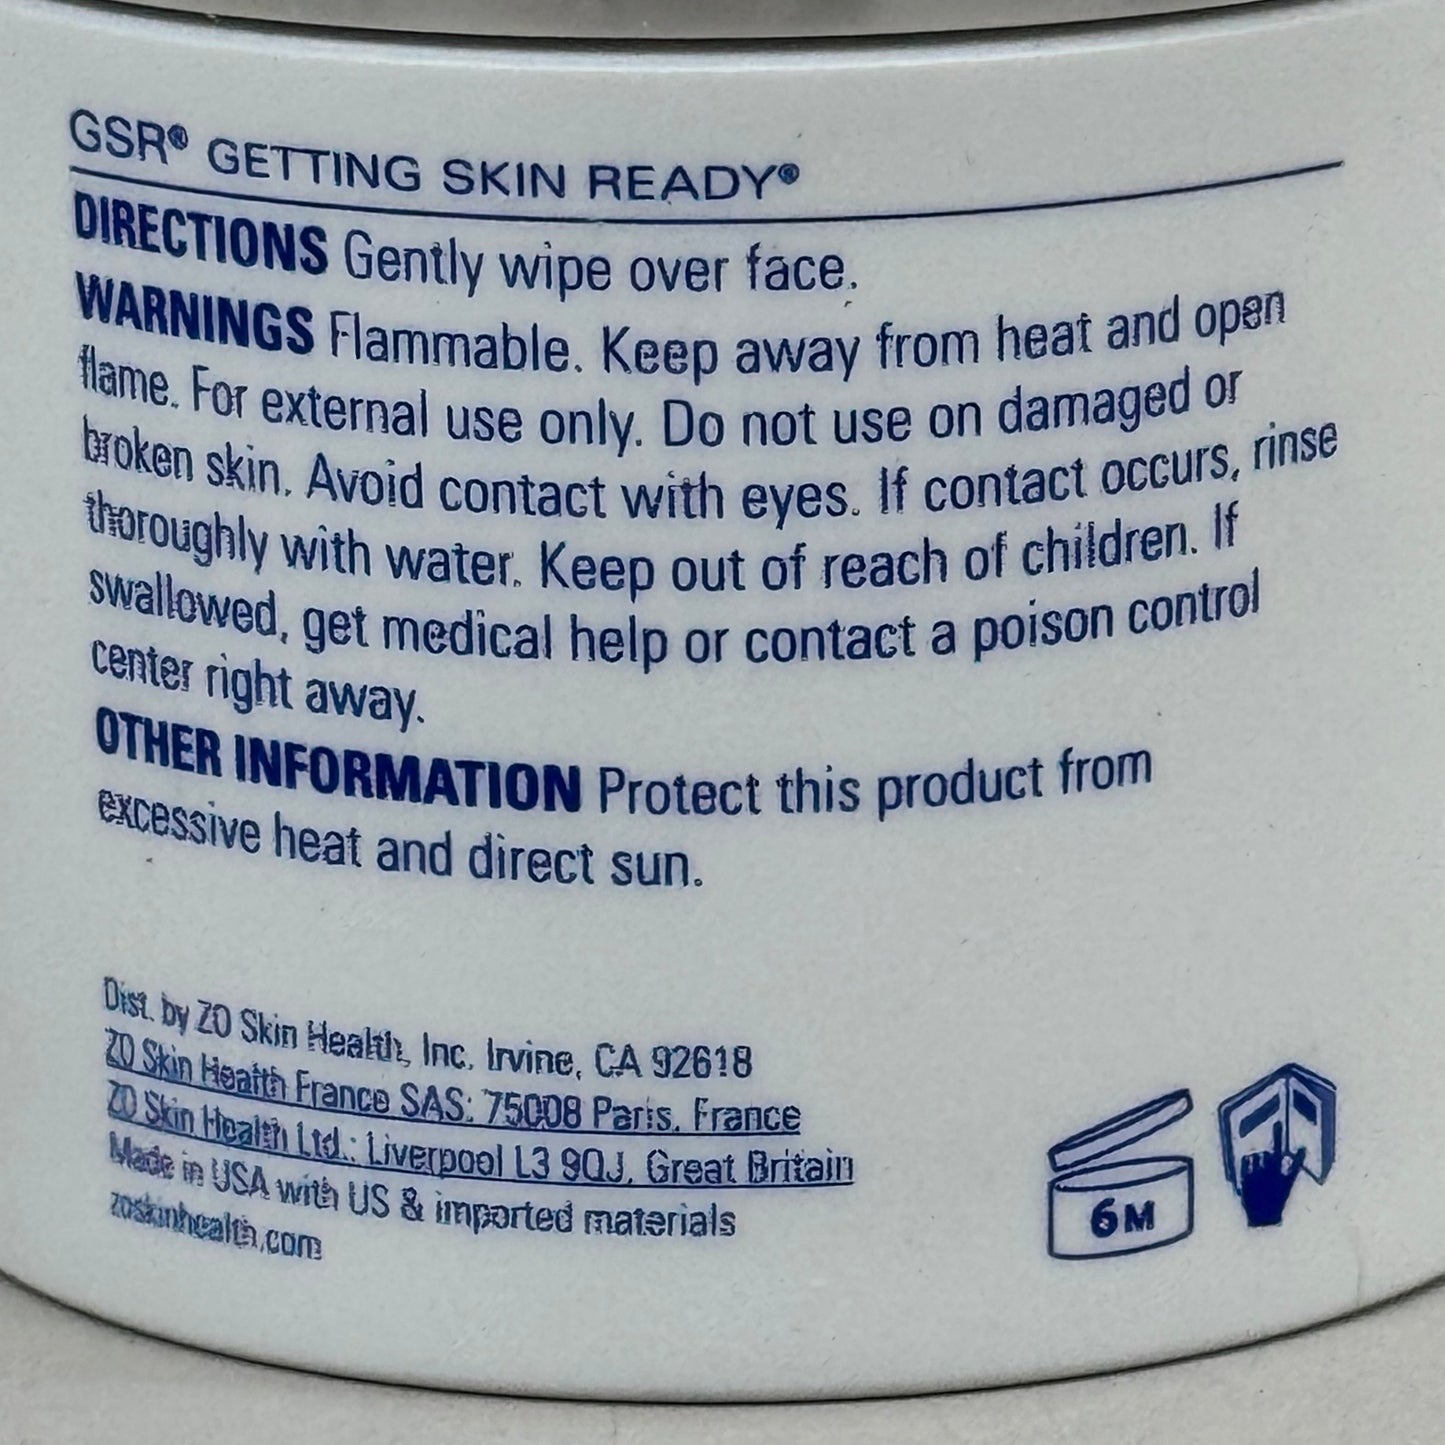 GSR® GETTING SKIN READY®
DIRECTIONS Gently wipe over face.
WARNINGS Flammable. Keep away from heat and open
flame. For external use only. Do not use on damaged or
broken skin. Avoid contact with eyes. If contact occurs, rinse
thoroughly with water. Keep out of reach of children. If
swallowed, get medical help or contact a poison control
center right away.
OTHER INFORMATION Protect this product from
excessive heat and direct sun.
Dist. by ZO Skin Health, Inc. Irvine, CA 92618
ZO Skin Health France SAS: 75008 Paris, France
ZO Skin Health Ltd.: Liverpool L3 9QJ, Great Britain
Made in USA with US & imported materials
zoskinhealth.com
6M